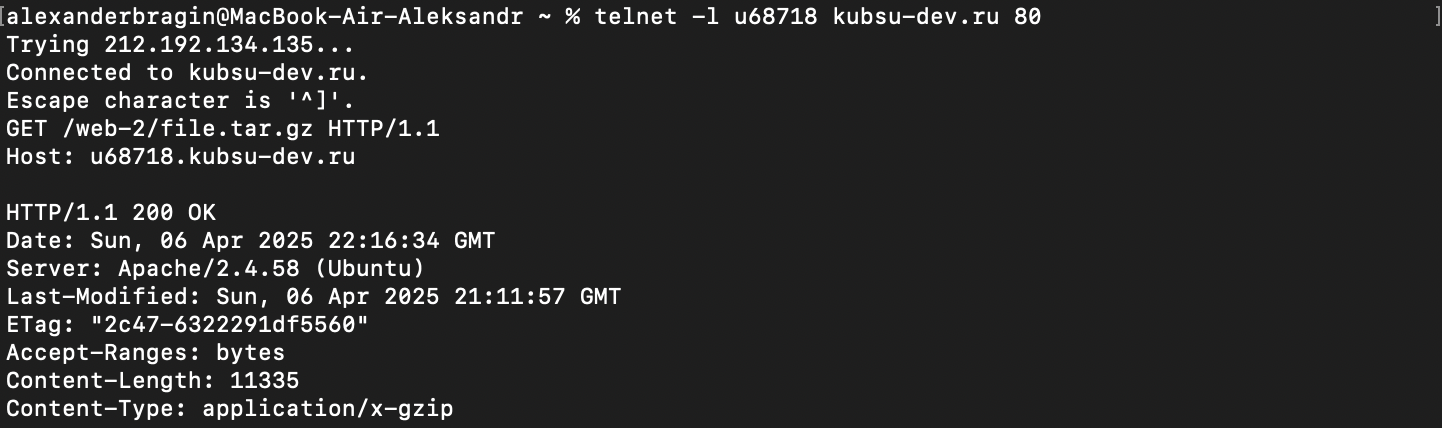 [alexanderbragin@MacBook-Air-Aleksandr ~ % telnet -l u68718 kubsu-dev.ru 80 ]
Trying 212.192.134.135...
Connected to kubsu-dev.ru.
Escape character is '^]'.
GET /web-2/file.tar.gz HTTP/1.1
Host: u68718.kubsu-dev.ru

HTTP/1.1 200 OK
Date: Sun, 06 Apr 2025 22:16:34 GMT
Server: Apache/2.4.58 (Ubuntu)
Last-Modified: Sun, 06 Apr 2025 21:11:57 GMT
ETag: "2c47-6322291df5560"
Accept-Ranges: bytes
Content-Length: 11335
Content-Type: application/x-gzip